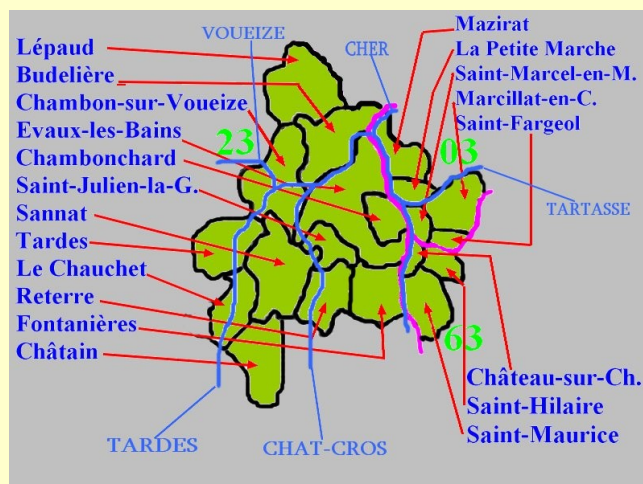 VOUEIZE
CHER
Lépaud
Budelière
Chambon-sur-Voueize
Evaux-les-Bains
Chambonchard
Saint-Julien-la-G.
Sannat
Tardes
Le Chauchet
Reterre
Fontanières
Châtain
23
Mazirat
La Petite Marche
Saint-Marcel-en-M.
Marcillat-en-C.
Saint-Fargeol
03
TARTASSE
63
Château-sur-Ch.
Saint-Hilaire
Saint-Maurice
TARDES
CHAT-CROS